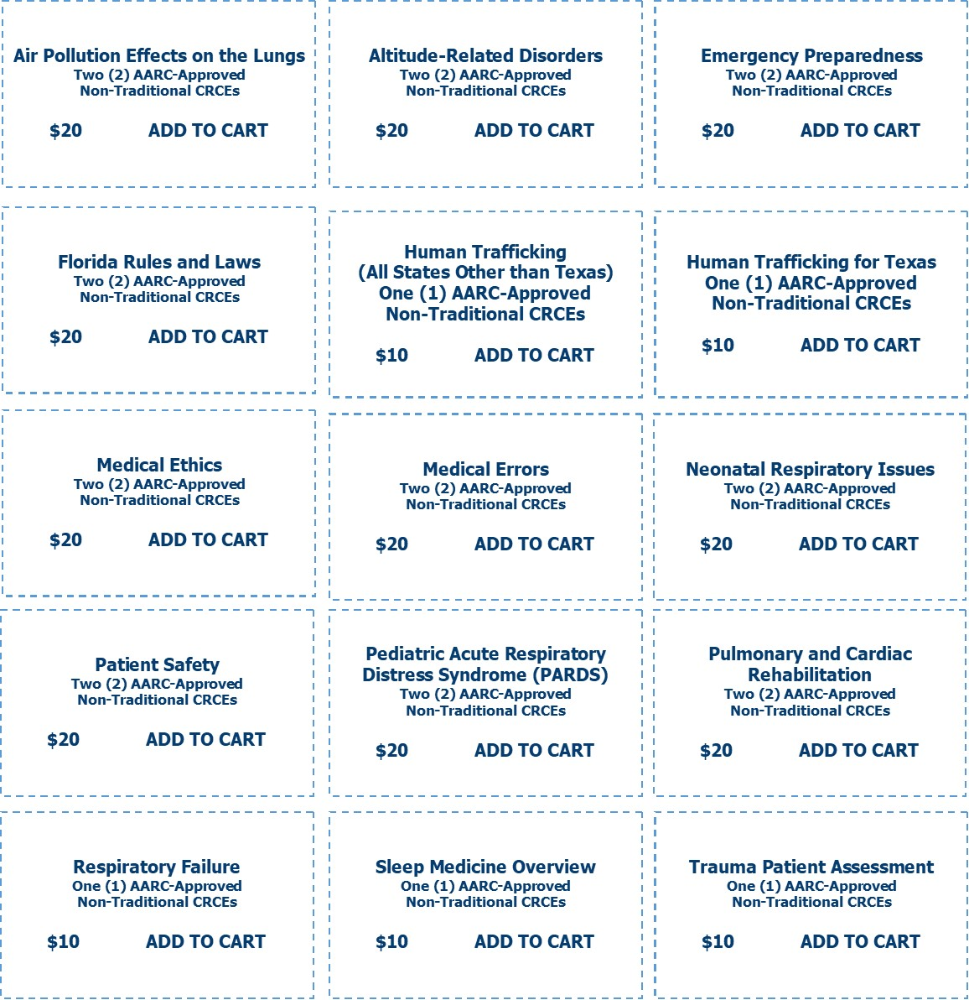 Air Pollution Effects on the Lungs
Two (2) AARC-Approved
Non-Traditional CRCEs
$20 ADD TO CART
Altitude-Related Disorders
Two (2) AARC-Approved
Non-Traditional CRCEs
$20 ADD TO CART
Emergency Preparedness
Two (2) AARC-Approved
Non-Traditional CRCEs
$20 ADD TO CART
Florida Rules and Laws
Two (2) AARC-Approved
Non-Traditional CRCEs
$20 ADD TO CART
Human Trafficking
(All States Other than Texas)
One (1) AARC-Approved
Non-Traditional CRCEs
$10 ADD TO CART
Human Trafficking for Texas
One (1) AARC-Approved
Non-Traditional CRCEs
$10 ADD TO CART
Medical Ethics
Two (2) AARC-Approved
Non-Traditional CRCEs
$20 ADD TO CART
Medical Errors
Two (2) AARC-Approved
Non-Traditional CRCEs
$20 ADD TO CART
Neonatal Respiratory Issues
Two (2) AARC-Approved
Non-Traditional CRCEs
$20 ADD TO CART
Patient Safety
Two (2) AARC-Approved
Non-Traditional CRCEs
$20 ADD TO CART
Pediatric Acute Respiratory
Distress Syndrome (PARDS)
Two (2) AARC-Approved
Non-Traditional CRCEs
$20 ADD TO CART
Pulmonary and Cardiac
Rehabilitation
Two (2) AARC-Approved
Non-Traditional CRCEs
$20 ADD TO CART
Respiratory Failure
One (1) AARC-Approved
Non-Traditional CRCEs
$10 ADD TO CART
Sleep Medicine Overview
One (1) AARC-Approved
Non-Traditional CRCEs
$10 ADD TO CART
Trauma Patient Assessment
One (1) AARC-Approved
Non-Traditional CRCEs
$10 ADD TO CART